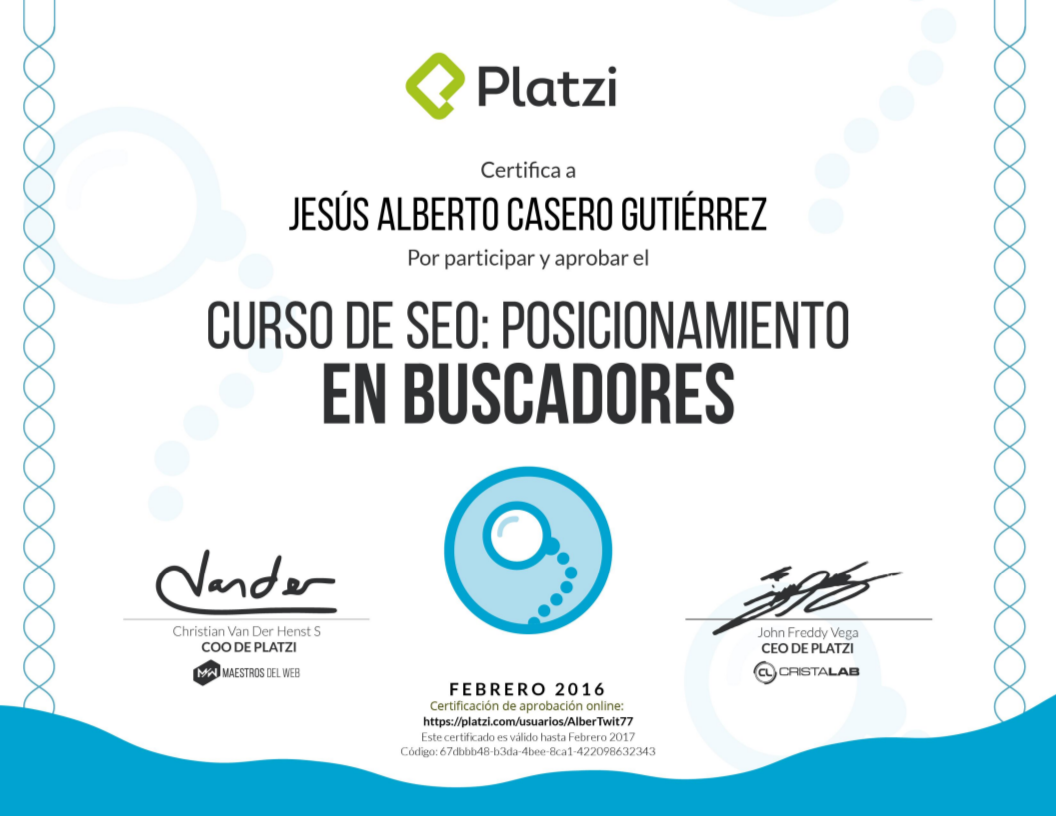 Platzi
Certifica a
JESÚS ALBERTO CASERO GUTIÉRREZ
Por participar y aprobar el
CURSO DE SEO: POSICIONAMIENTO
EN BUSCADORES
Vander
Christian Van Der Henst S
COO DE PLATZI
MW MAESTROS DEL WEB
John Freddy Vega
CEO DE PLATZI
CL CRISTALAB
FEBRERO 2016
Certificación de aprobación online:
https://platzi.com/usuarios/AlberTwit77
Este certificado es válido hasta Febrero 2017
Código: 67dbbb48-b3da-4bee-8ca1-422098632343